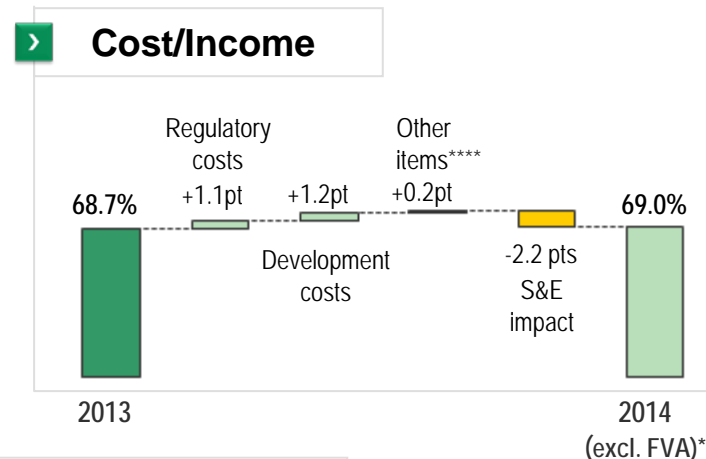 Cost/Income
Regulatory
costs
+1.1pt
+1.2pt
Other
items****
+0.2pt
68.7%
69.0%
Development
costs
-2.2 pts
S&E
impact
2013
2014
(excl. FVA)*